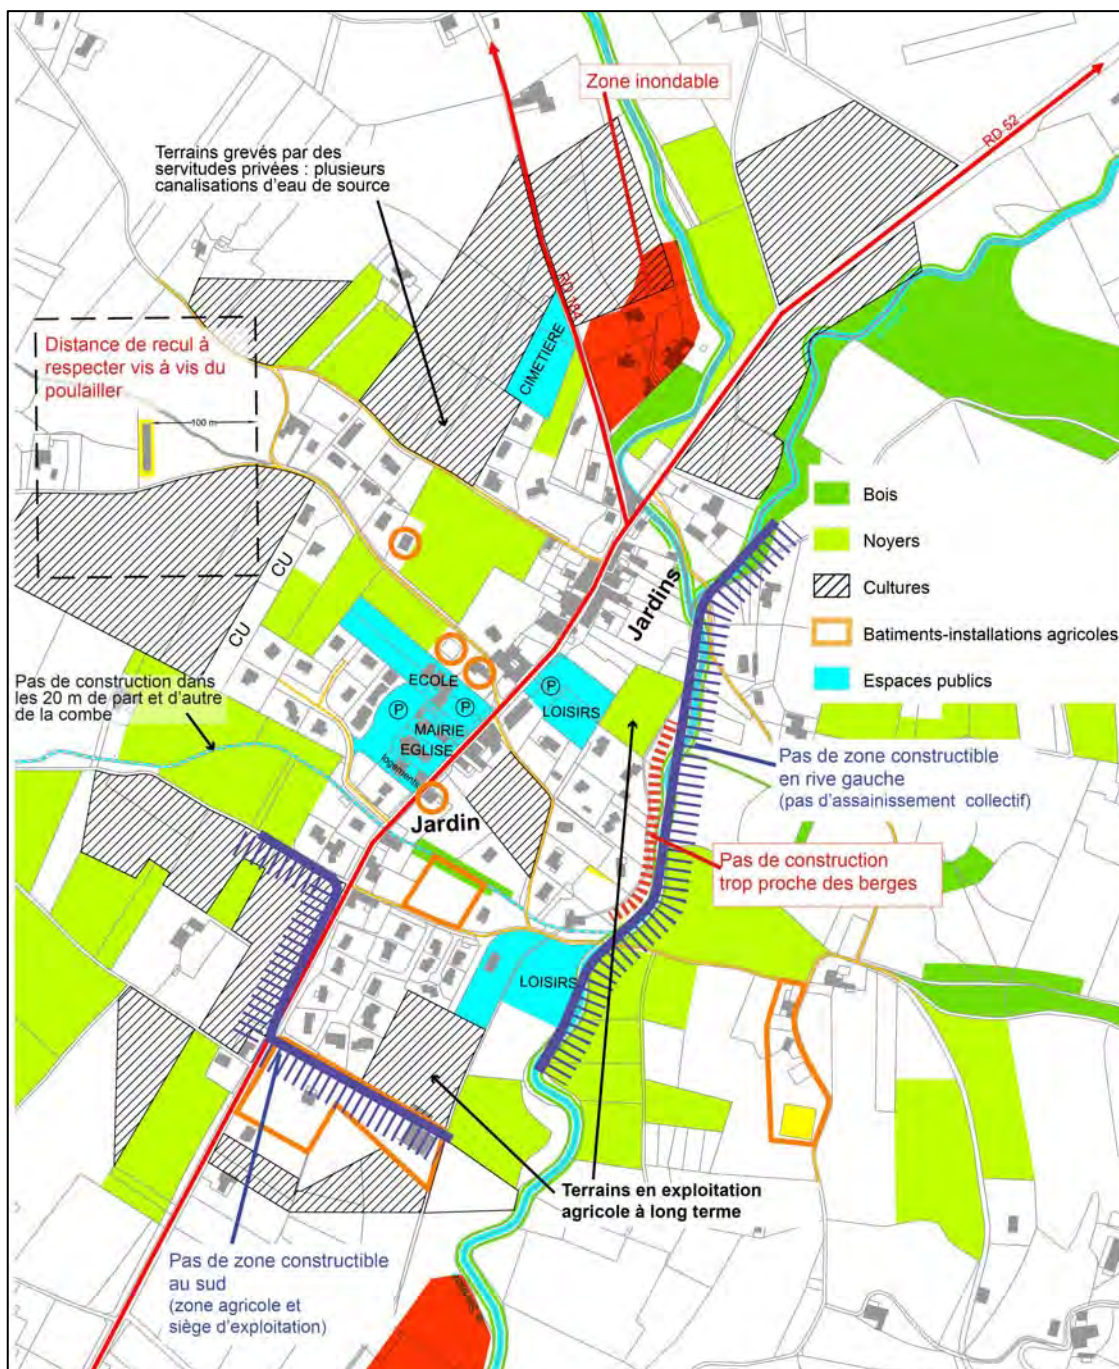 Zone inondable
RD 52
Terrains grevés par des
servitudes privées : plusieurs
canalisations d'eau de source
CIMETIERE
Distance de recul à
respecter vis à vis du
poulailler
100 m
Bois
Noyers
Cultures
Batiments-installations agricoles
Espaces publics
CU
CU
Jardins
Pas de construction dans
les 20 m de part et d'autre
de la combe
ECOLE
P
P
MAIRIE
EGLISE
logements
P
LOISIRS
Jardin
Pas de zone constructible
en rive gauche
(pas d'assainissement collectif)
Pas de construction
trop proche des berges
LOISIRS
Terrains en exploitation
agricole à long terme
Pas de zone constructible
au sud
(zone agricole et
siège d'exploitation)